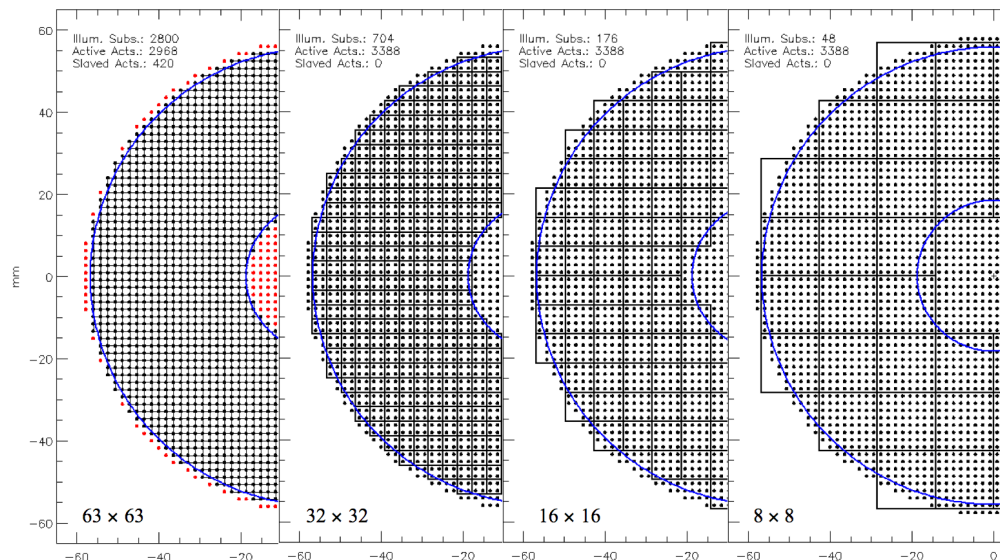 Illum. Subs.: 2800
Active Acts.: 2968
Slaved Acts.: 420
Illum. Subs.: 704
Active Acts.: 3388
Slaved Acts.: 0
Illum. Subs.: 176
Active Acts.: 3388
Slaved Acts.: 0
Illum. Subs.: 48
Active Acts.: 3388
Slaved Acts.: 0
60
40
20
0
−20
−40
−60
mm
63 × 63
32 × 32
16 × 16
8 × 8
−60 −40 −20 −60 −40 −20 −60 −40 −20 −60 −40 −20 0